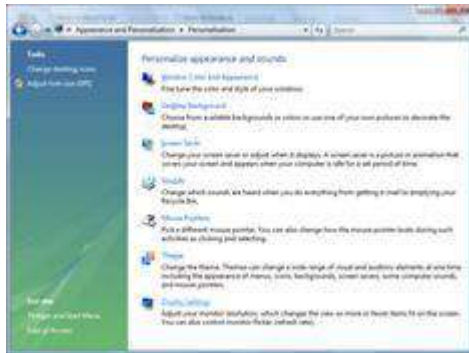 Appearance and Personalization ▸ Personalization
Search
Tasks
Change desktop icons
Adjust font size (DPI)
Personalize appearance and sounds
Window Color and Appearance
Fine tune the color and style of your windows.
Desktop Background
Choose from available backgrounds or colors or use one of your own pictures to decorate the
desktop.
Screen Saver
Change your screen saver or adjust when it displays. A screen saver is a picture or animation that
covers your screen and appears when your computer is idle for a set period of time.
Sounds
Change which sounds are heard when you do everything from getting e-mail to emptying your
Recycle Bin.
Mouse Pointers
Pick a different mouse pointer. You can also change how the mouse pointer looks during such
activities as clicking and selecting.
Theme
Change the theme. Themes can change a wide range of visual and auditory elements at one time
including the appearance of menus, icons, backgrounds, screen savers, some computer sounds,
and mouse pointers.
Display Settings
Adjust your monitor resolution, which changes the view so more or fewer items fit on the screen.
You can also control monitor flicker (refresh rate).
See also
Taskbar and Start Menu
Ease of Access